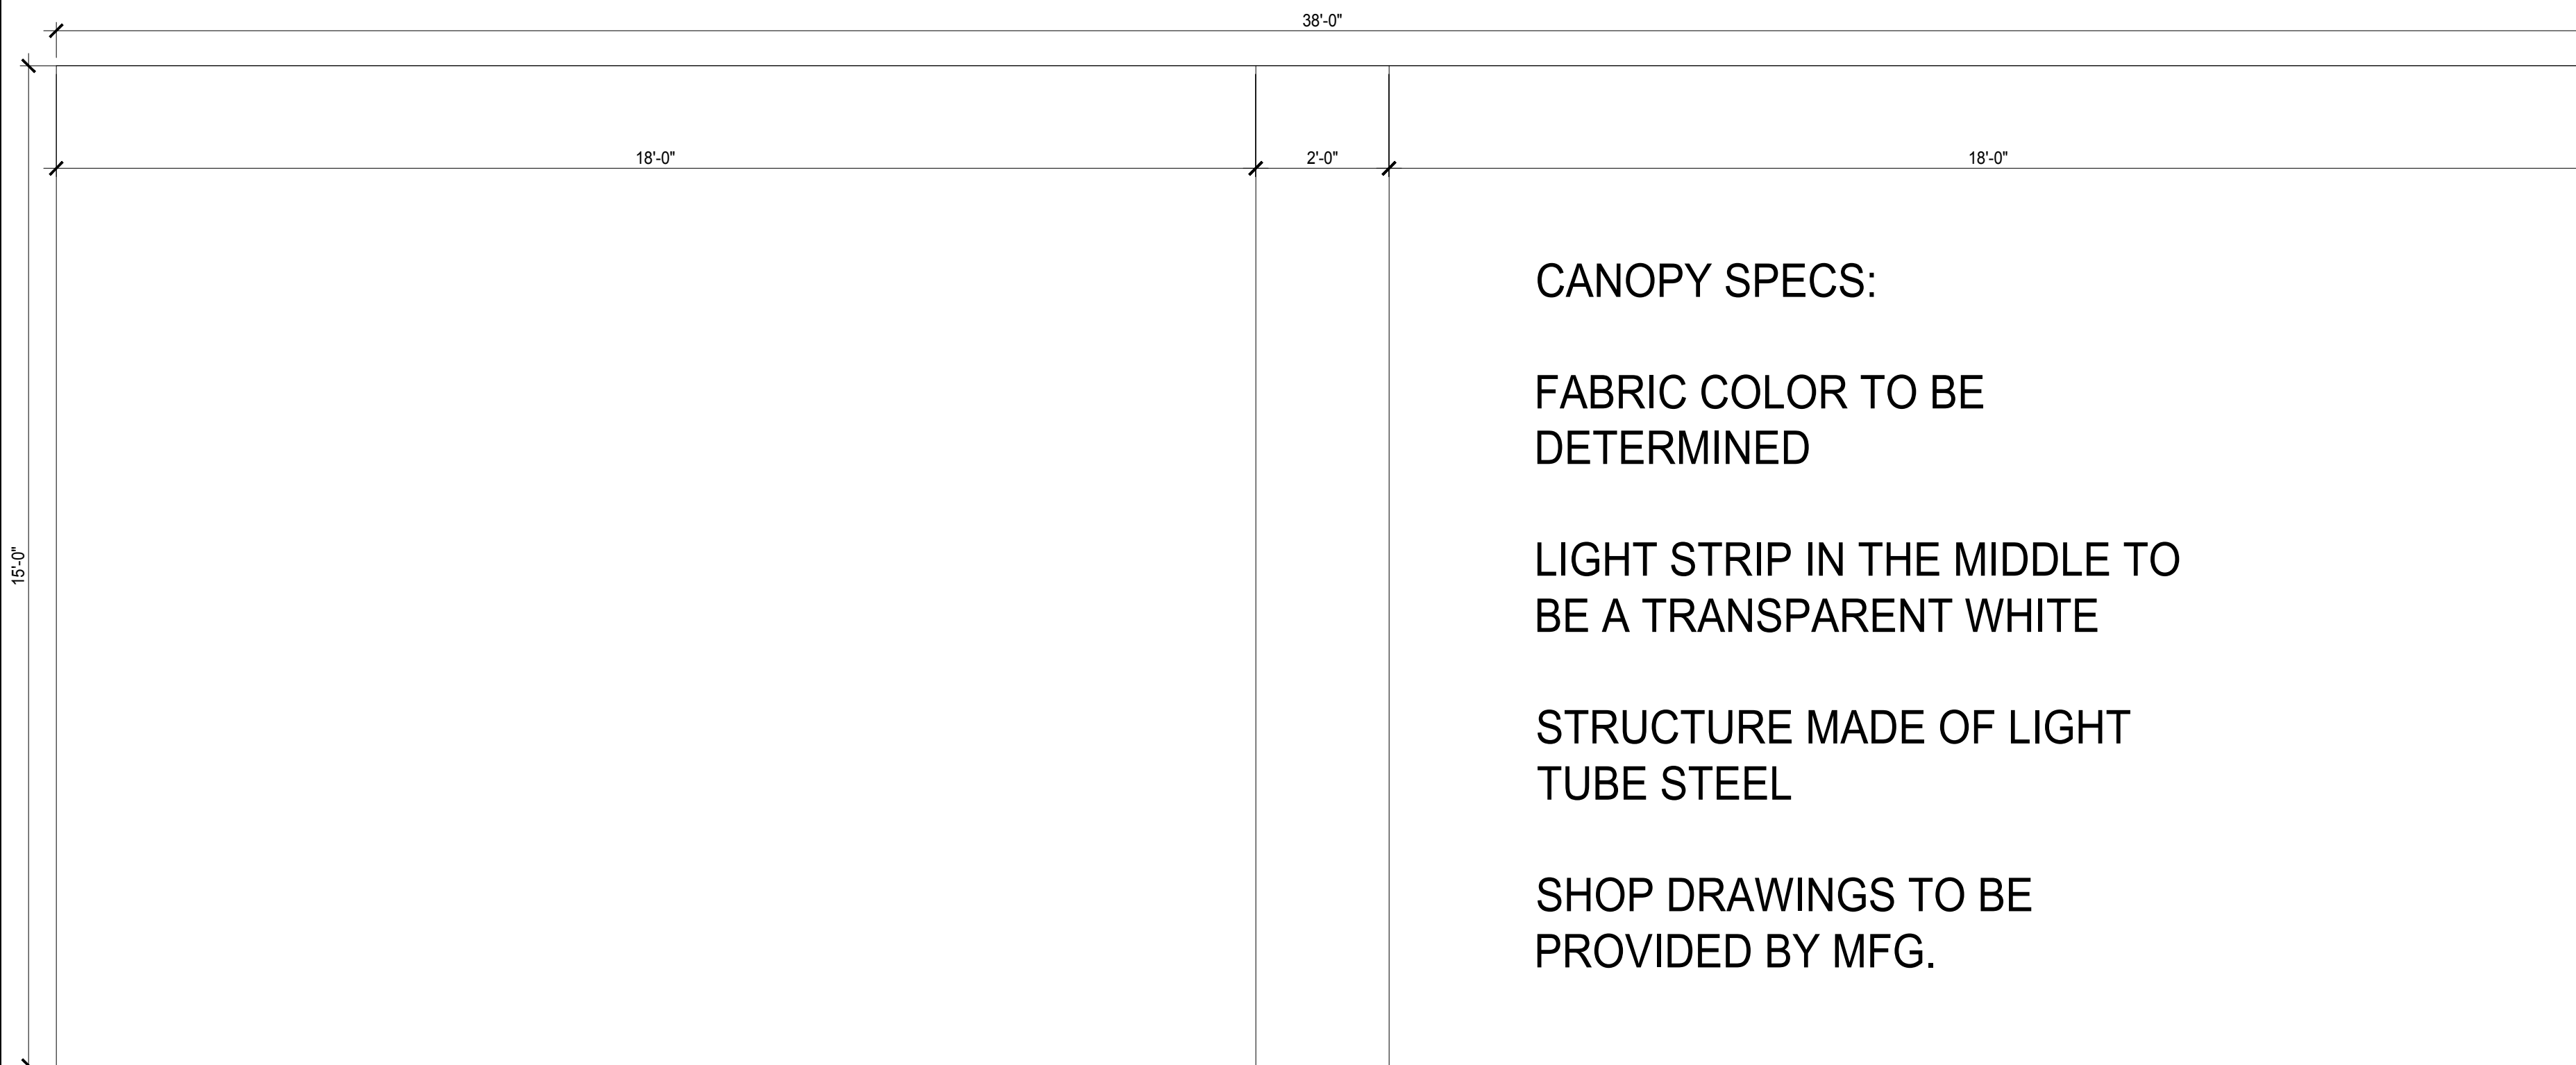 38'-0"
18'-0"
2'-0"
18'-0"
15'-0"
CANOPY SPECS:
FABRIC COLOR TO BE
DETERMINED
LIGHT STRIP IN THE MIDDLE TO
BE A TRANSPARENT WHITE
STRUCTURE MADE OF LIGHT
TUBE STEEL
SHOP DRAWINGS TO BE
PROVIDED BY MFG.